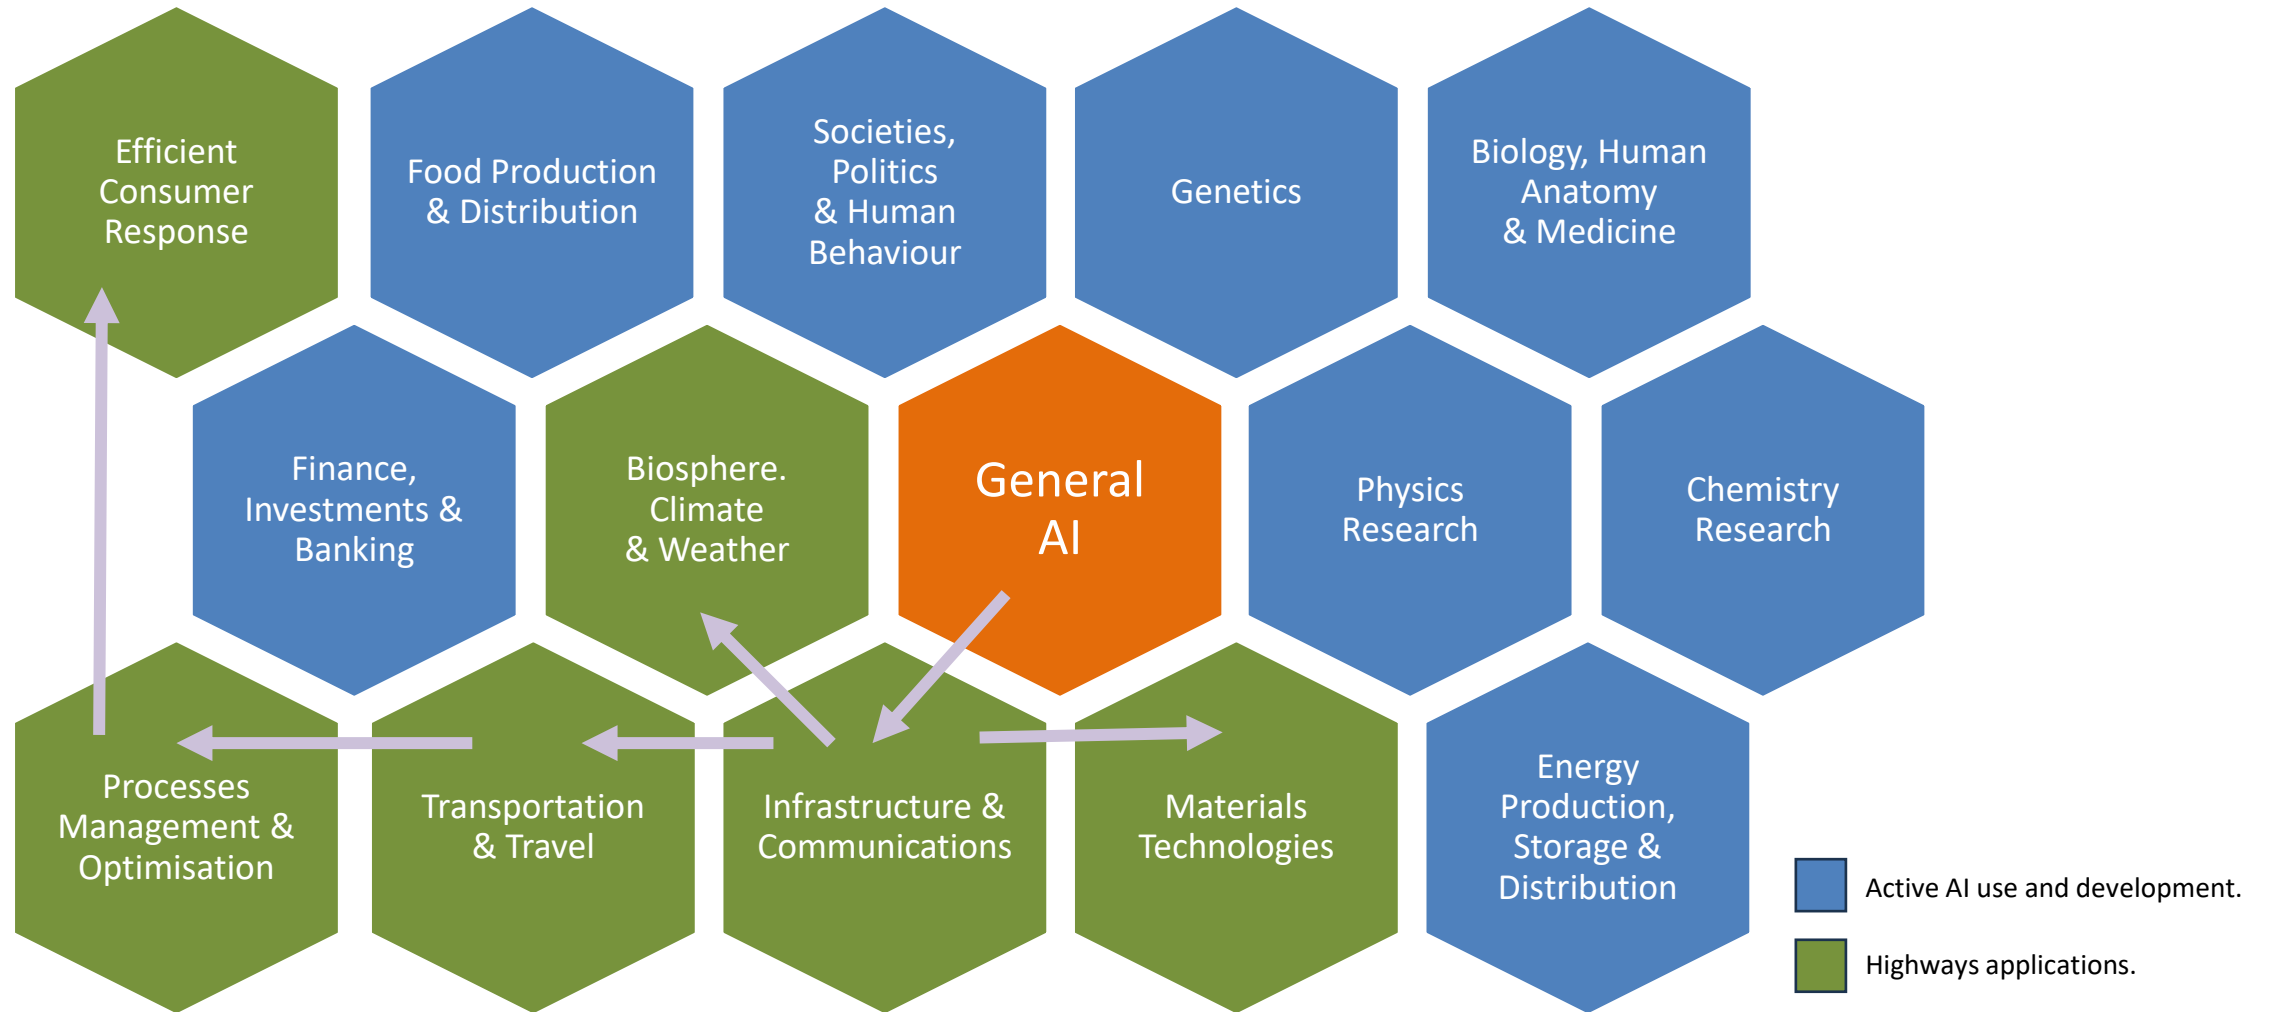 Efficient
Consumer
Response
Food Production
& Distribution
Societies,
Politics
& Human
Behaviour
Genetics
Biology, Human
Anatomy
& Medicine
Finance,
Investments &
Banking
Biosphere.
Climate
& Weather
General
AI
Physics
Research
Chemistry
Research
Processes
Management &
Optimisation
Transportation
& Travel
Infrastructure &
Communications
Materials
Technologies
Energy
Production,
Storage &
Distribution
Active AI use and development.
Highways applications.